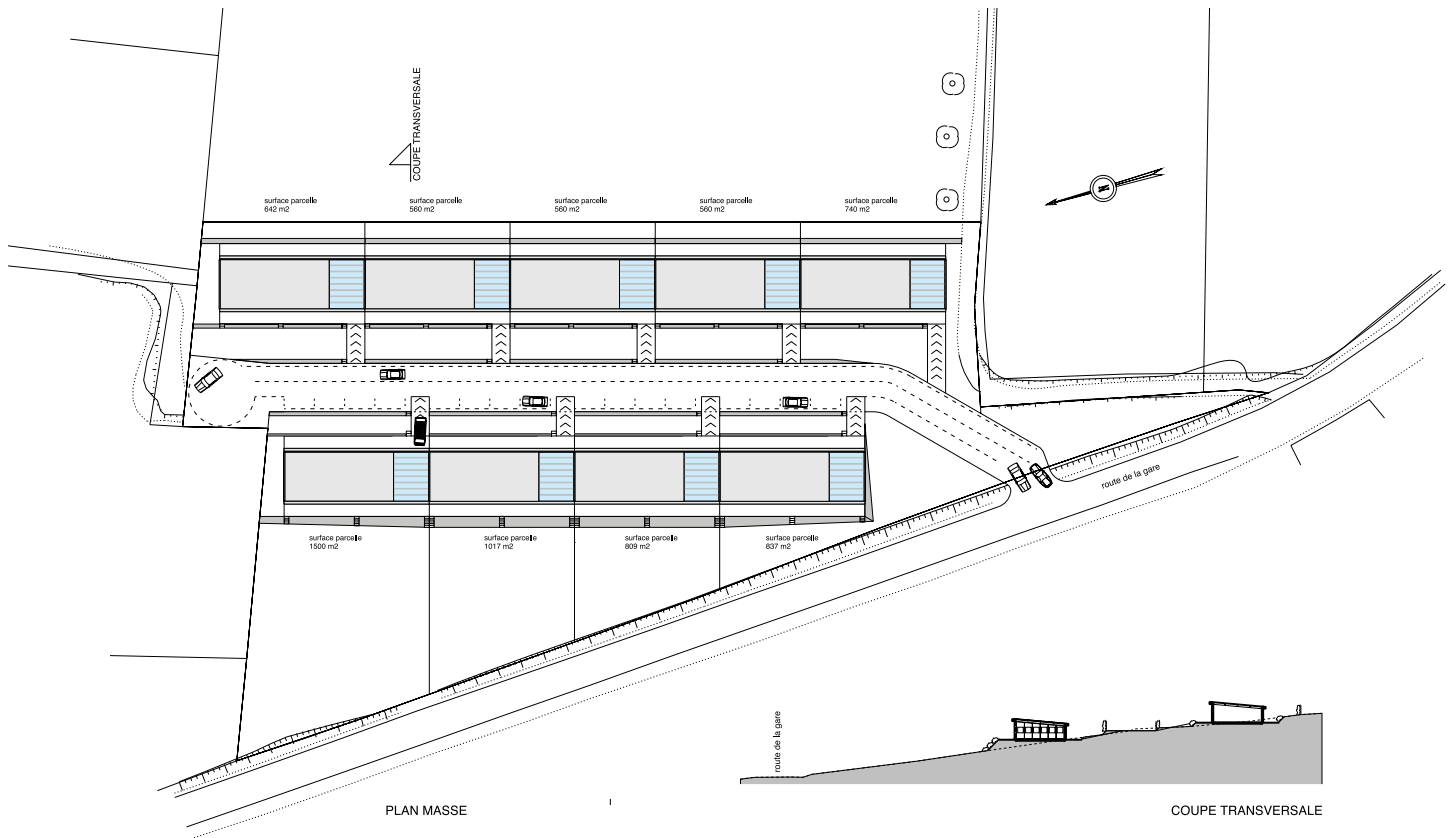 COUPE TRANSVERSALE
surface parcelle
642 m2
surface parcelle
560 m2
surface parcelle
560 m2
surface parcelle
560 m2
surface parcelle
740 m2
route de la gare
surface parcelle
1500 m2
surface parcelle
1017 m2
surface parcelle
809 m2
surface parcelle
837 m2
route de la gare
PLAN MASSE
COUPE TRANSVERSALE